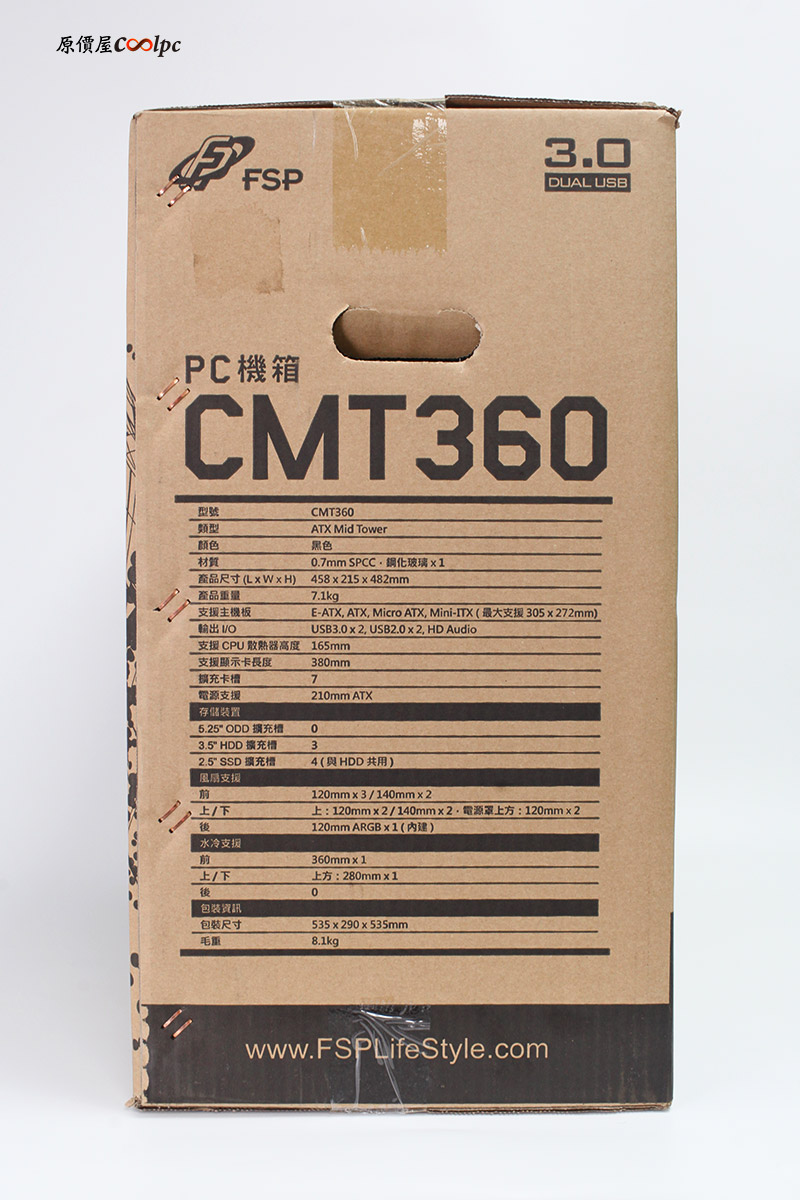 原價屋Coolpc
FSP
3.0
DUAL USB
PC機箱
CMT360
型號 CMT360
類型 ATX Mid Tower
顏色 黑色
材質 0.7mm SPCC，鋼化玻璃 x 1
產品尺寸 (L x W x H) 458 x 215 x 482mm
產品重量 7.1kg
支援主機板 E-ATX, ATX, Micro ATX, Mini-ITX ( 最大支援 305 x 272mm)
輸出 I/O USB3.0 x 2, USB2.0 x 2, HD Audio
支援 CPU 散熱器高度 165mm
支援顯示卡長度 380mm
擴充卡槽 7
電源支援 210mm ATX
存儲裝置
5.25" ODD 擴充槽 0
3.5" HDD 擴充槽 3
2.5" SSD 擴充槽 4 ( 與 HDD 共用 )
風扇支援
前 120mm x 3 / 140mm x 2
上 / 下 上：120mm x 2 / 140mm x 2，電源罩上方：120mm x 2
後 120mm ARGB x 1 ( 內建 )
水冷支援
前 360mm x 1
上 / 下 上方：280mm x 1
後 0
包裝資訊
包裝尺寸 535 x 290 x 535mm
毛重 8.1kg
www.FSPLifeStyle.com